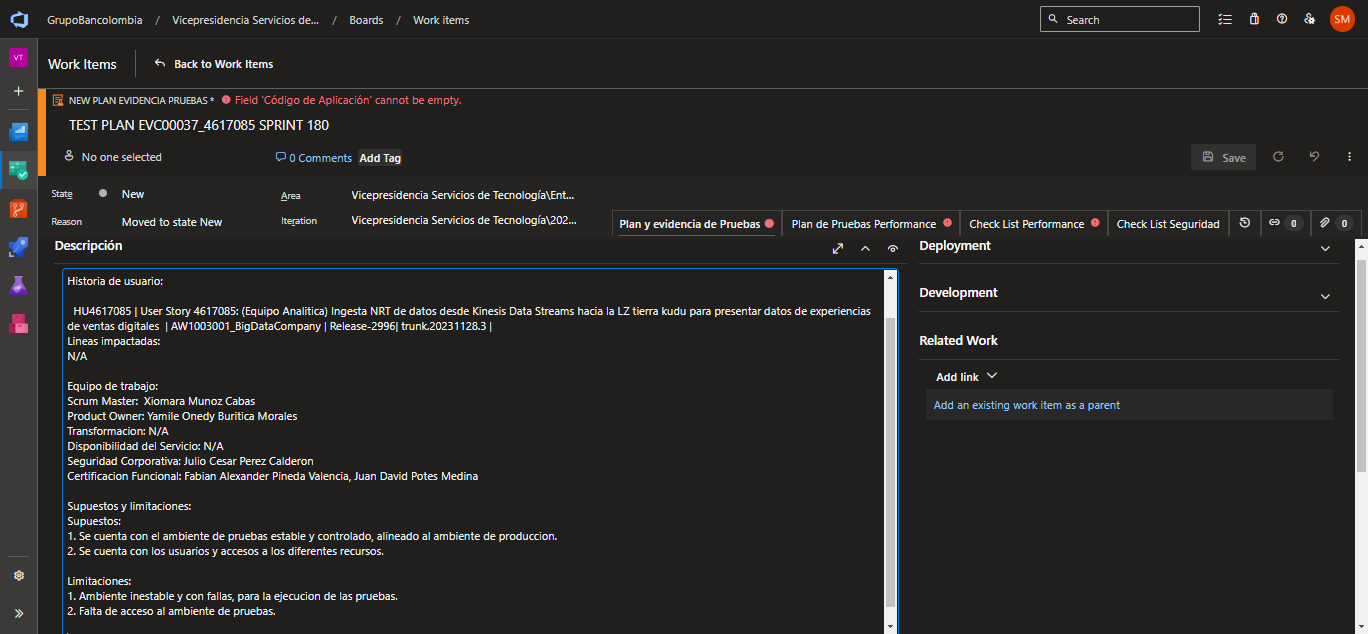 GrupoBancolombia / Vicepresidencia Servicios de... / Boards / Work items
Search
SM
VT
Work Items
Back to Work Items
NEW PLAN EVIDENCIA PRUEBAS * Field 'Código de Aplicación' cannot be empty.
TEST PLAN EVC00037_4617085 SPRINT 180
No one selected
0 Comments
Add Tag
Save
State
New
Area
Vicepresidencia Servicios de Tecnología\Ent...
Reason
Moved to state New
Iteration
Vicepresidencia Servicios de Tecnología\202...
Plan y evidencia de Pruebas
Plan de Pruebas Performance
Check List Performance
Check List Seguridad
0
0
Descripción
Historia de usuario:
HU4617085 | User Story 4617085: (Equipo Analitica) Ingesta NRT de datos desde Kinesis Data Streams hacia la LZ tierra kudu para presentar datos de experiencias
de ventas digitales | AW1003001_BigDataCompany | Release-2996| trunk.20231128.3 |
Lineas impactadas:
N/A
Equipo de trabajo:
Scrum Master: Xiomara Munoz Cabas
Product Owner: Yamile Onedy Buritica Morales
Transformacion: N/A
Disponibilidad del Servicio: N/A
Seguridad Corporativa: Julio Cesar Perez Calderon
Certificacion Funcional: Fabian Alexander Pineda Valencia, Juan David Potes Medina
Supuestos y limitaciones:
Supuestos:
1. Se cuenta con el ambiente de pruebas estable y controlado, alineado al ambiente de produccion.
2. Se cuenta con los usuarios y accesos a los diferentes recursos.
Limitaciones:
1. Ambiente inestable y con fallas, para la ejecucion de las pruebas.
2. Falta de acceso al ambiente de pruebas.
Deployment
Development
Related Work
Add link
Add an existing work item as a parent